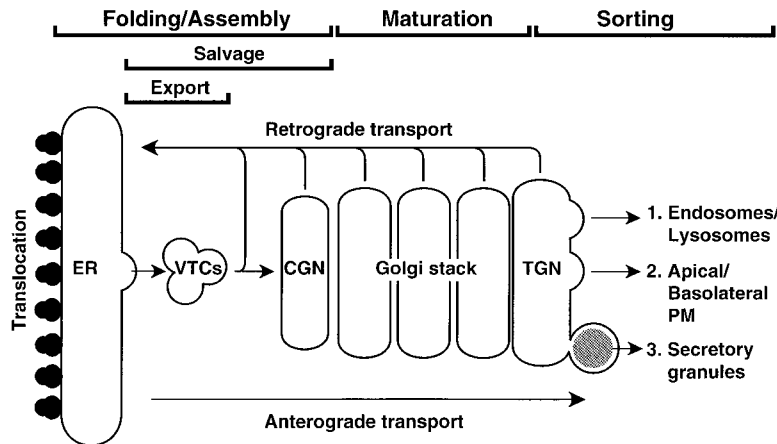 Folding/Assembly
Maturation
Sorting
Salvage
Export
Retrograde transport
Translocation
ER
VTCs
CGN
Golgi stack
TGN
1. Endosomes/
Lysosomes
2. Apical/
Basolateral
PM
3. Secretory
granules
Anterograde transport